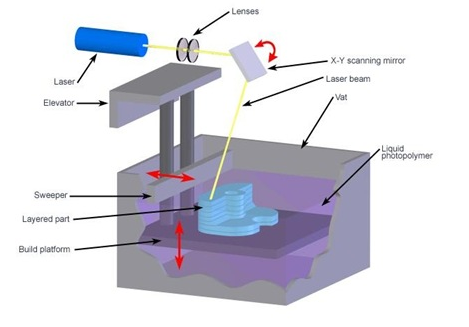 Lenses
X-Y scanning mirror
Laser beam
Laser
Vat
Elevator
Liquid
photopolymer
Sweeper
Layered part
Build platform